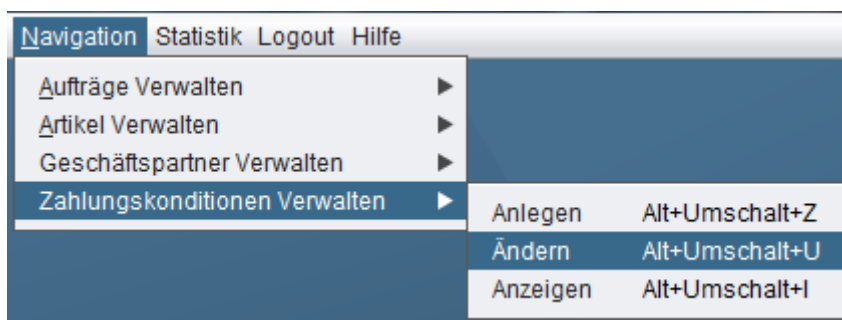 Navigation Statistik Logout Hilfe
Aufträge Verwalten
Artikel Verwalten
Geschäftspartner Verwalten
Zahlungskonditionen Verwalten
Anlegen Alt+Umschalt+Z
Ändern Alt+Umschalt+U
Anzeigen Alt+Umschalt+I